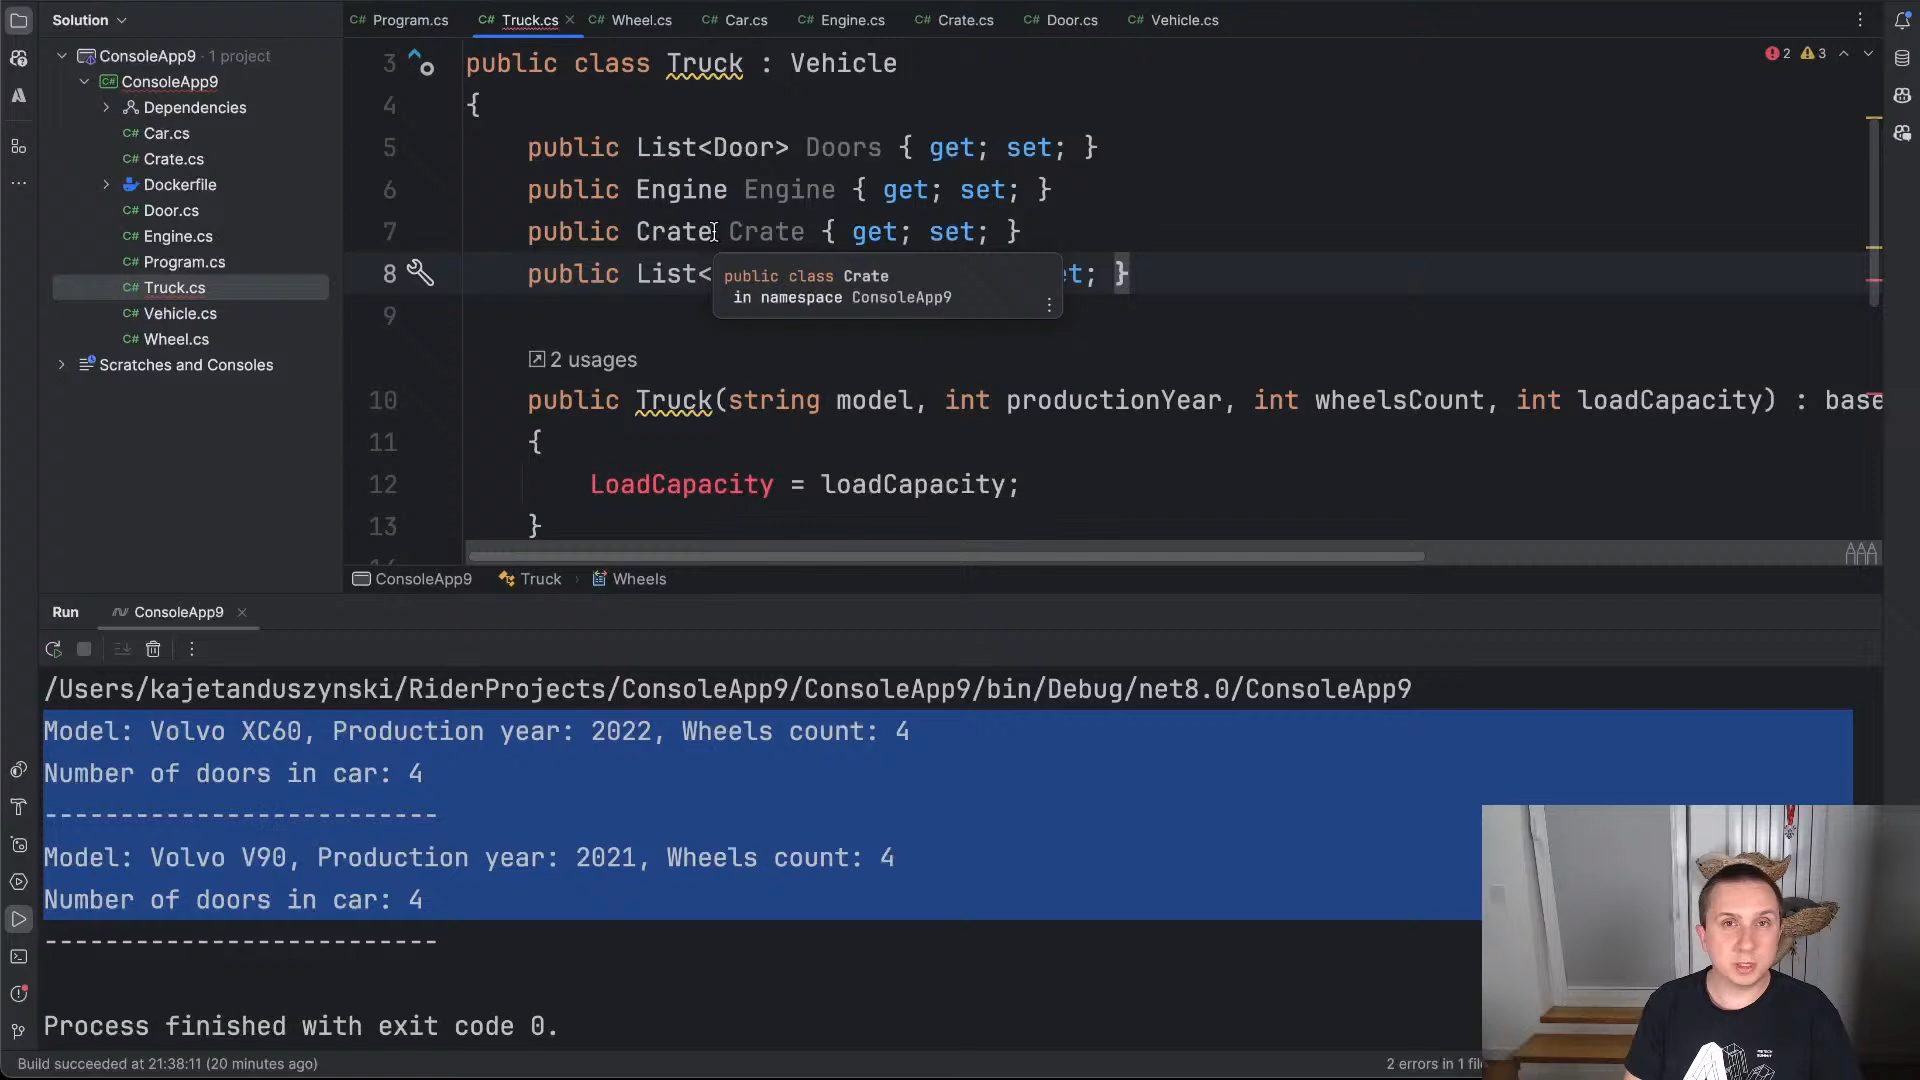 Solution
Program.cs
Truck.cs
Wheel.cs
Car.cs
Engine.cs
Crate.cs
Door.cs
Vehicle.cs
ConsoleApp9 · 1 project
ConsoleApp9
Dependencies
Car.cs
Crate.cs
Dockerfile
Door.cs
Engine.cs
Program.cs
Truck.cs
Vehicle.cs
Wheel.cs
Scratches and Consoles
2 3
3 public class Truck : Vehicle
4 {
5 public List<Door> Doors { get; set; }
6 public Engine Engine { get; set; }
7 public Crate Crate { get; set; }
8 public List< et; }
public class Crate
in namespace ConsoleApp9
9
2 usages
10 public Truck(string model, int productionYear, int wheelsCount, int loadCapacity) : base
11 {
12 LoadCapacity = loadCapacity;
13 }
ConsoleApp9 Truck › Wheels
Run ConsoleApp9
/Users/kajetanduszynski/RiderProjects/ConsoleApp9/ConsoleApp9/bin/Debug/net8.0/ConsoleApp9
Model: Volvo XC60, Production year: 2022, Wheels count: 4
Number of doors in car: 4
--------------------------
Model: Volvo V90, Production year: 2021, Wheels count: 4
Number of doors in car: 4
--------------------------
Process finished with exit code 0.
Build succeeded at 21:38:11 (20 minutes ago)
2 errors in 1 fil